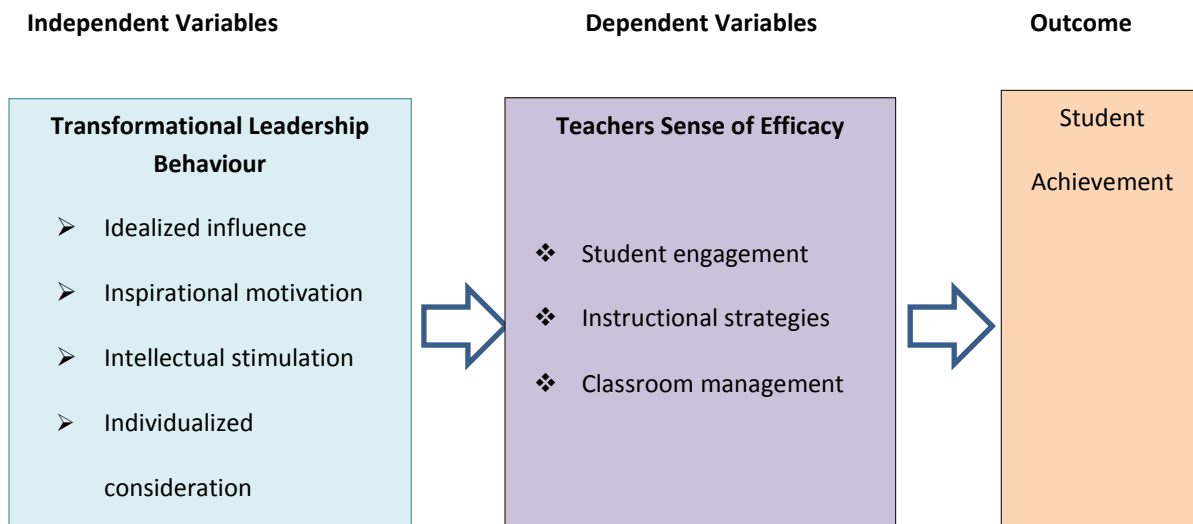 Independent Variables
Dependent Variables
Outcome
Transformational Leadership
Behaviour
➢ Idealized influence
➢ Inspirational motivation
➢ Intellectual stimulation
➢ Individualized
consideration
Teachers Sense of Efficacy
❖ Student engagement
❖ Instructional strategies
❖ Classroom management
Student
Achievement